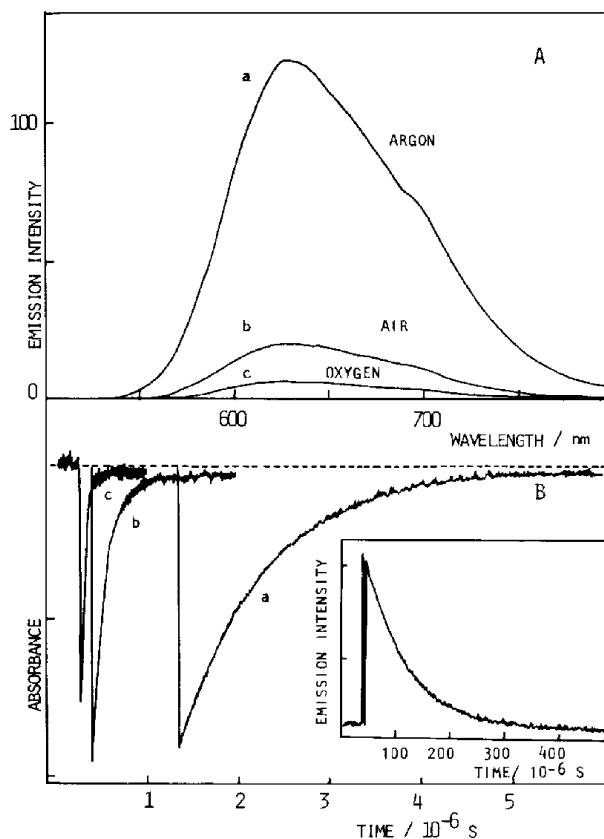 A
a
ARGON
100
EMISSION INTENSITY
b
AIR
c
OXYGEN
0
600
700
WAVELENGTH / nm
B
c
b
a
ABSORBANCE
EMISSION INTENSITY
100
200
300
400
TIME/ 10-6 S
1
2
3
4
5
TIME / 10-6 S